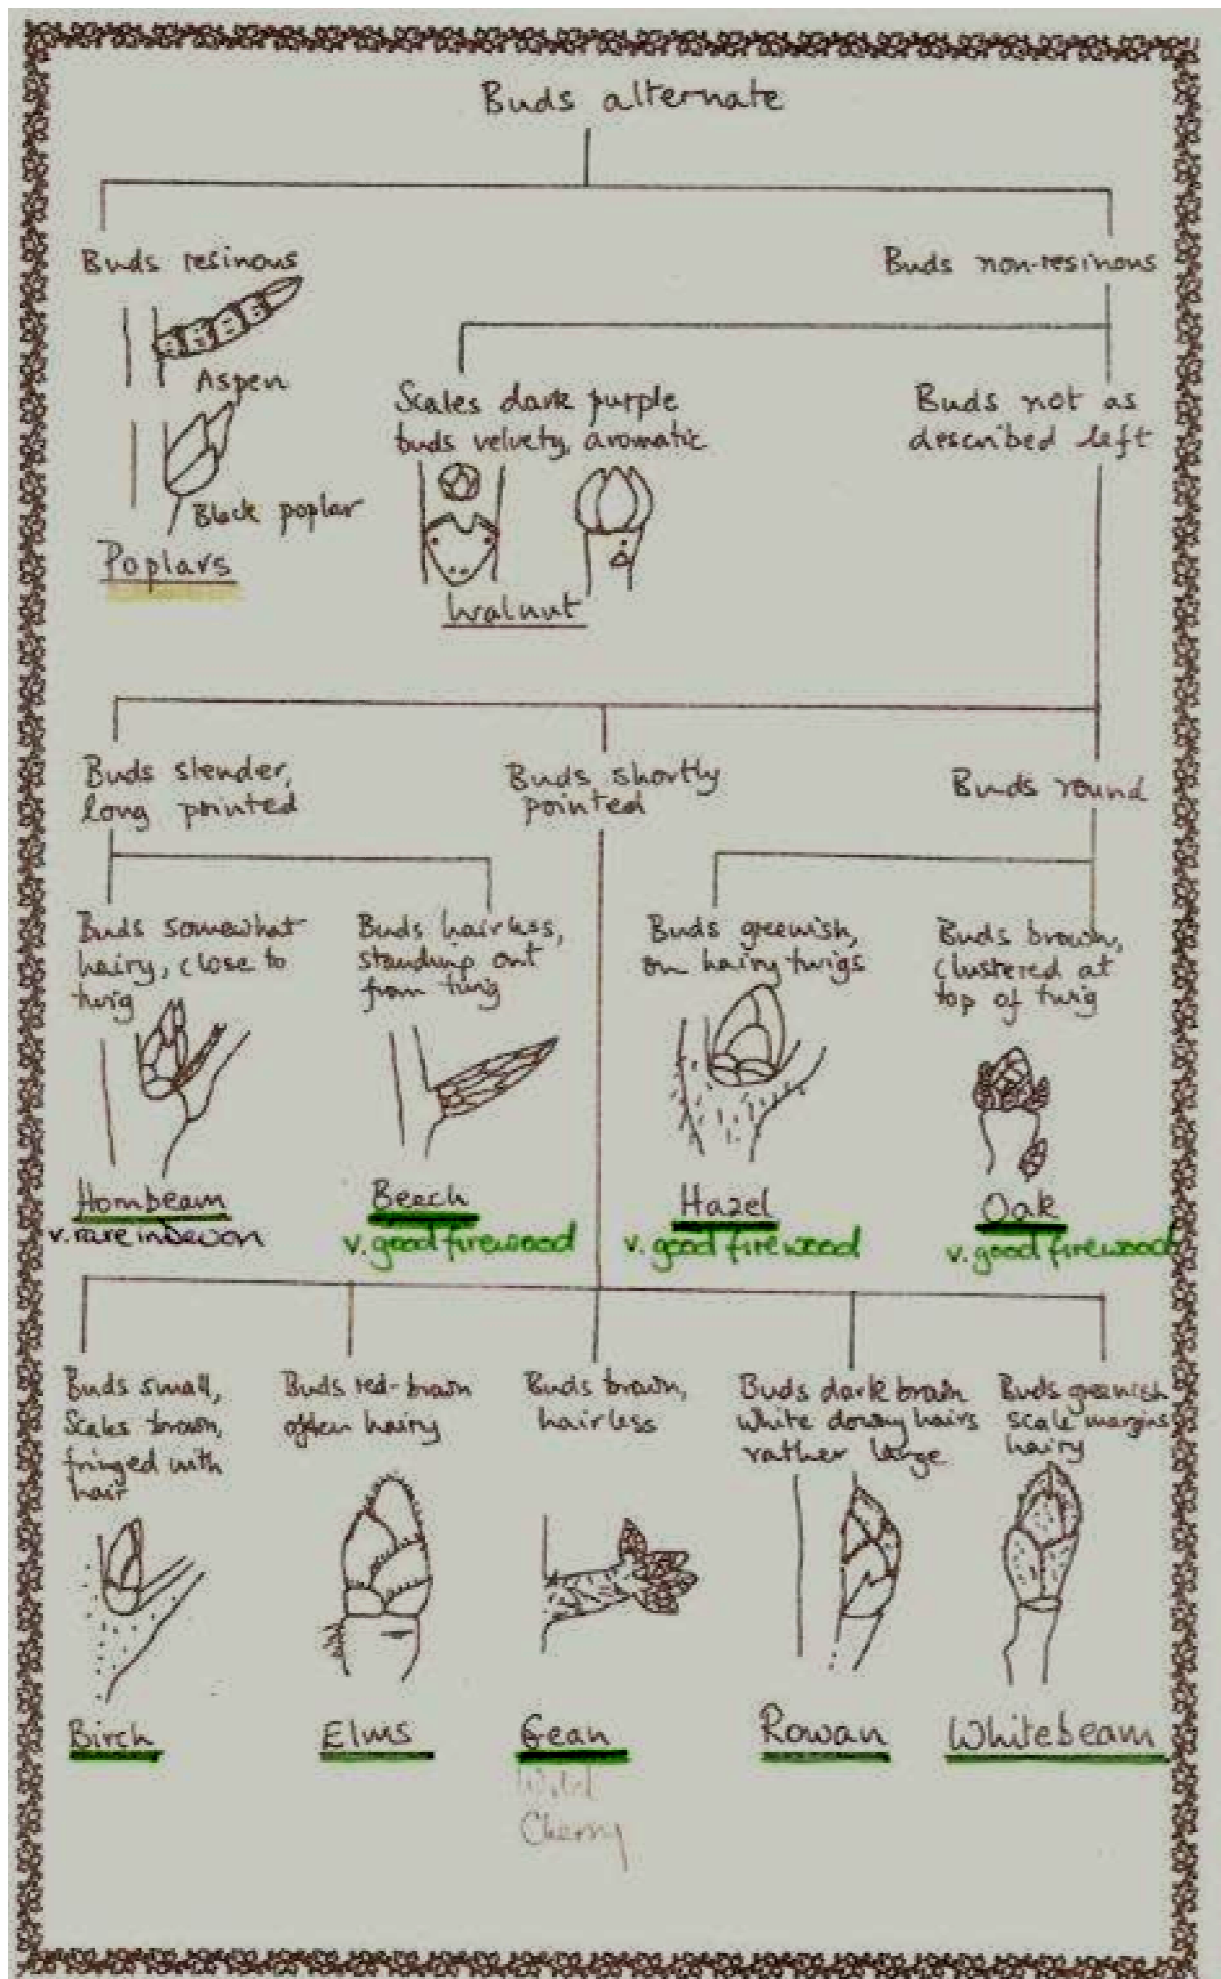 Buds alternate
Buds resinous
Buds non-resinous
Aspen
Black poplar
Poplars
Scales dark purple
buds velvety, aromatic
Walnut
Buds not as
described left
Buds slender,
long pointed
Buds shortly
pointed
Buds round
Buds somewhat
hairy, close to
twig
Hornbeam
v. rare in Devon
Buds hairless,
standing out
from twig
Beech
v. good firewood
Buds greenish,
on hairy twigs
Hazel
v. good firewood
Buds brown,
clustered at
top of twig
Oak
v. good firewood
Buds small,
Scales brown,
fringed with
hair
Birch
Buds red-brown
often hairy
Elms
Buds brown,
hairless
Gean
Wild
Cherry
Buds dark brown
White downy hairs
rather large
Rowan
Buds greenish
scale margins
hairy
Whitebeam